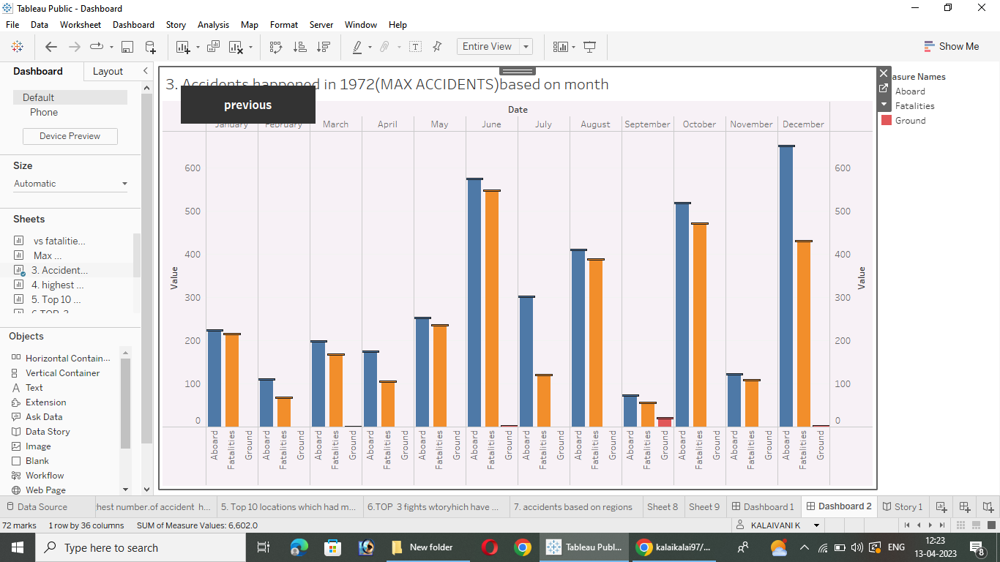 Tableau Public - Dashboard
File Data Worksheet Dashboard Story Analysis Map Format Server Window Help
Entire View
Show Me
Dashboard Layout
Default
Phone
Device Preview
Size
Automatic
Sheets
vs fatalitie...
Max ...
3. Accident...
4. highest ...
5. Top 10 ...
Objects
Horizontal Contain...
Vertical Container
Text
Extension
Ask Data
Data Story
Image
Blank
Workflow
Web Page
3. Accidents happened in 1972(MAX ACCIDENTS)based on month
previous
Date
January February March April May June July August September October November December
600 600
500 500
400 400
300 300
200 200
100 100
0 0
Value Value
Aboard Fatalities Ground Aboard Fatalities Ground Aboard Fatalities Ground Aboard Fatalities Ground Aboard Fatalities Ground Aboard Fatalities Ground Aboard Fatalities Ground Aboard Fatalities Ground Aboard Fatalities Ground Aboard Fatalities Ground Aboard Fatalities Ground Aboard Fatalities Ground
asure Names
Aboard
Fatalities
Ground
Data Source hest number.of accident h... 5. Top 10 locations which had m... 6.TOP 3 fights wtoryhich have ... 7. accidents based on regions Sheet 8 Sheet 9 Dashboard 1 Dashboard 2 Story 1
72 marks 1 row by 36 columns SUM of Measure Values: 6,602.0 KALAIVANI K
Type here to search New folder Tableau Publ... kalaikalai97/... ENG 12:23
13-04-2023 8